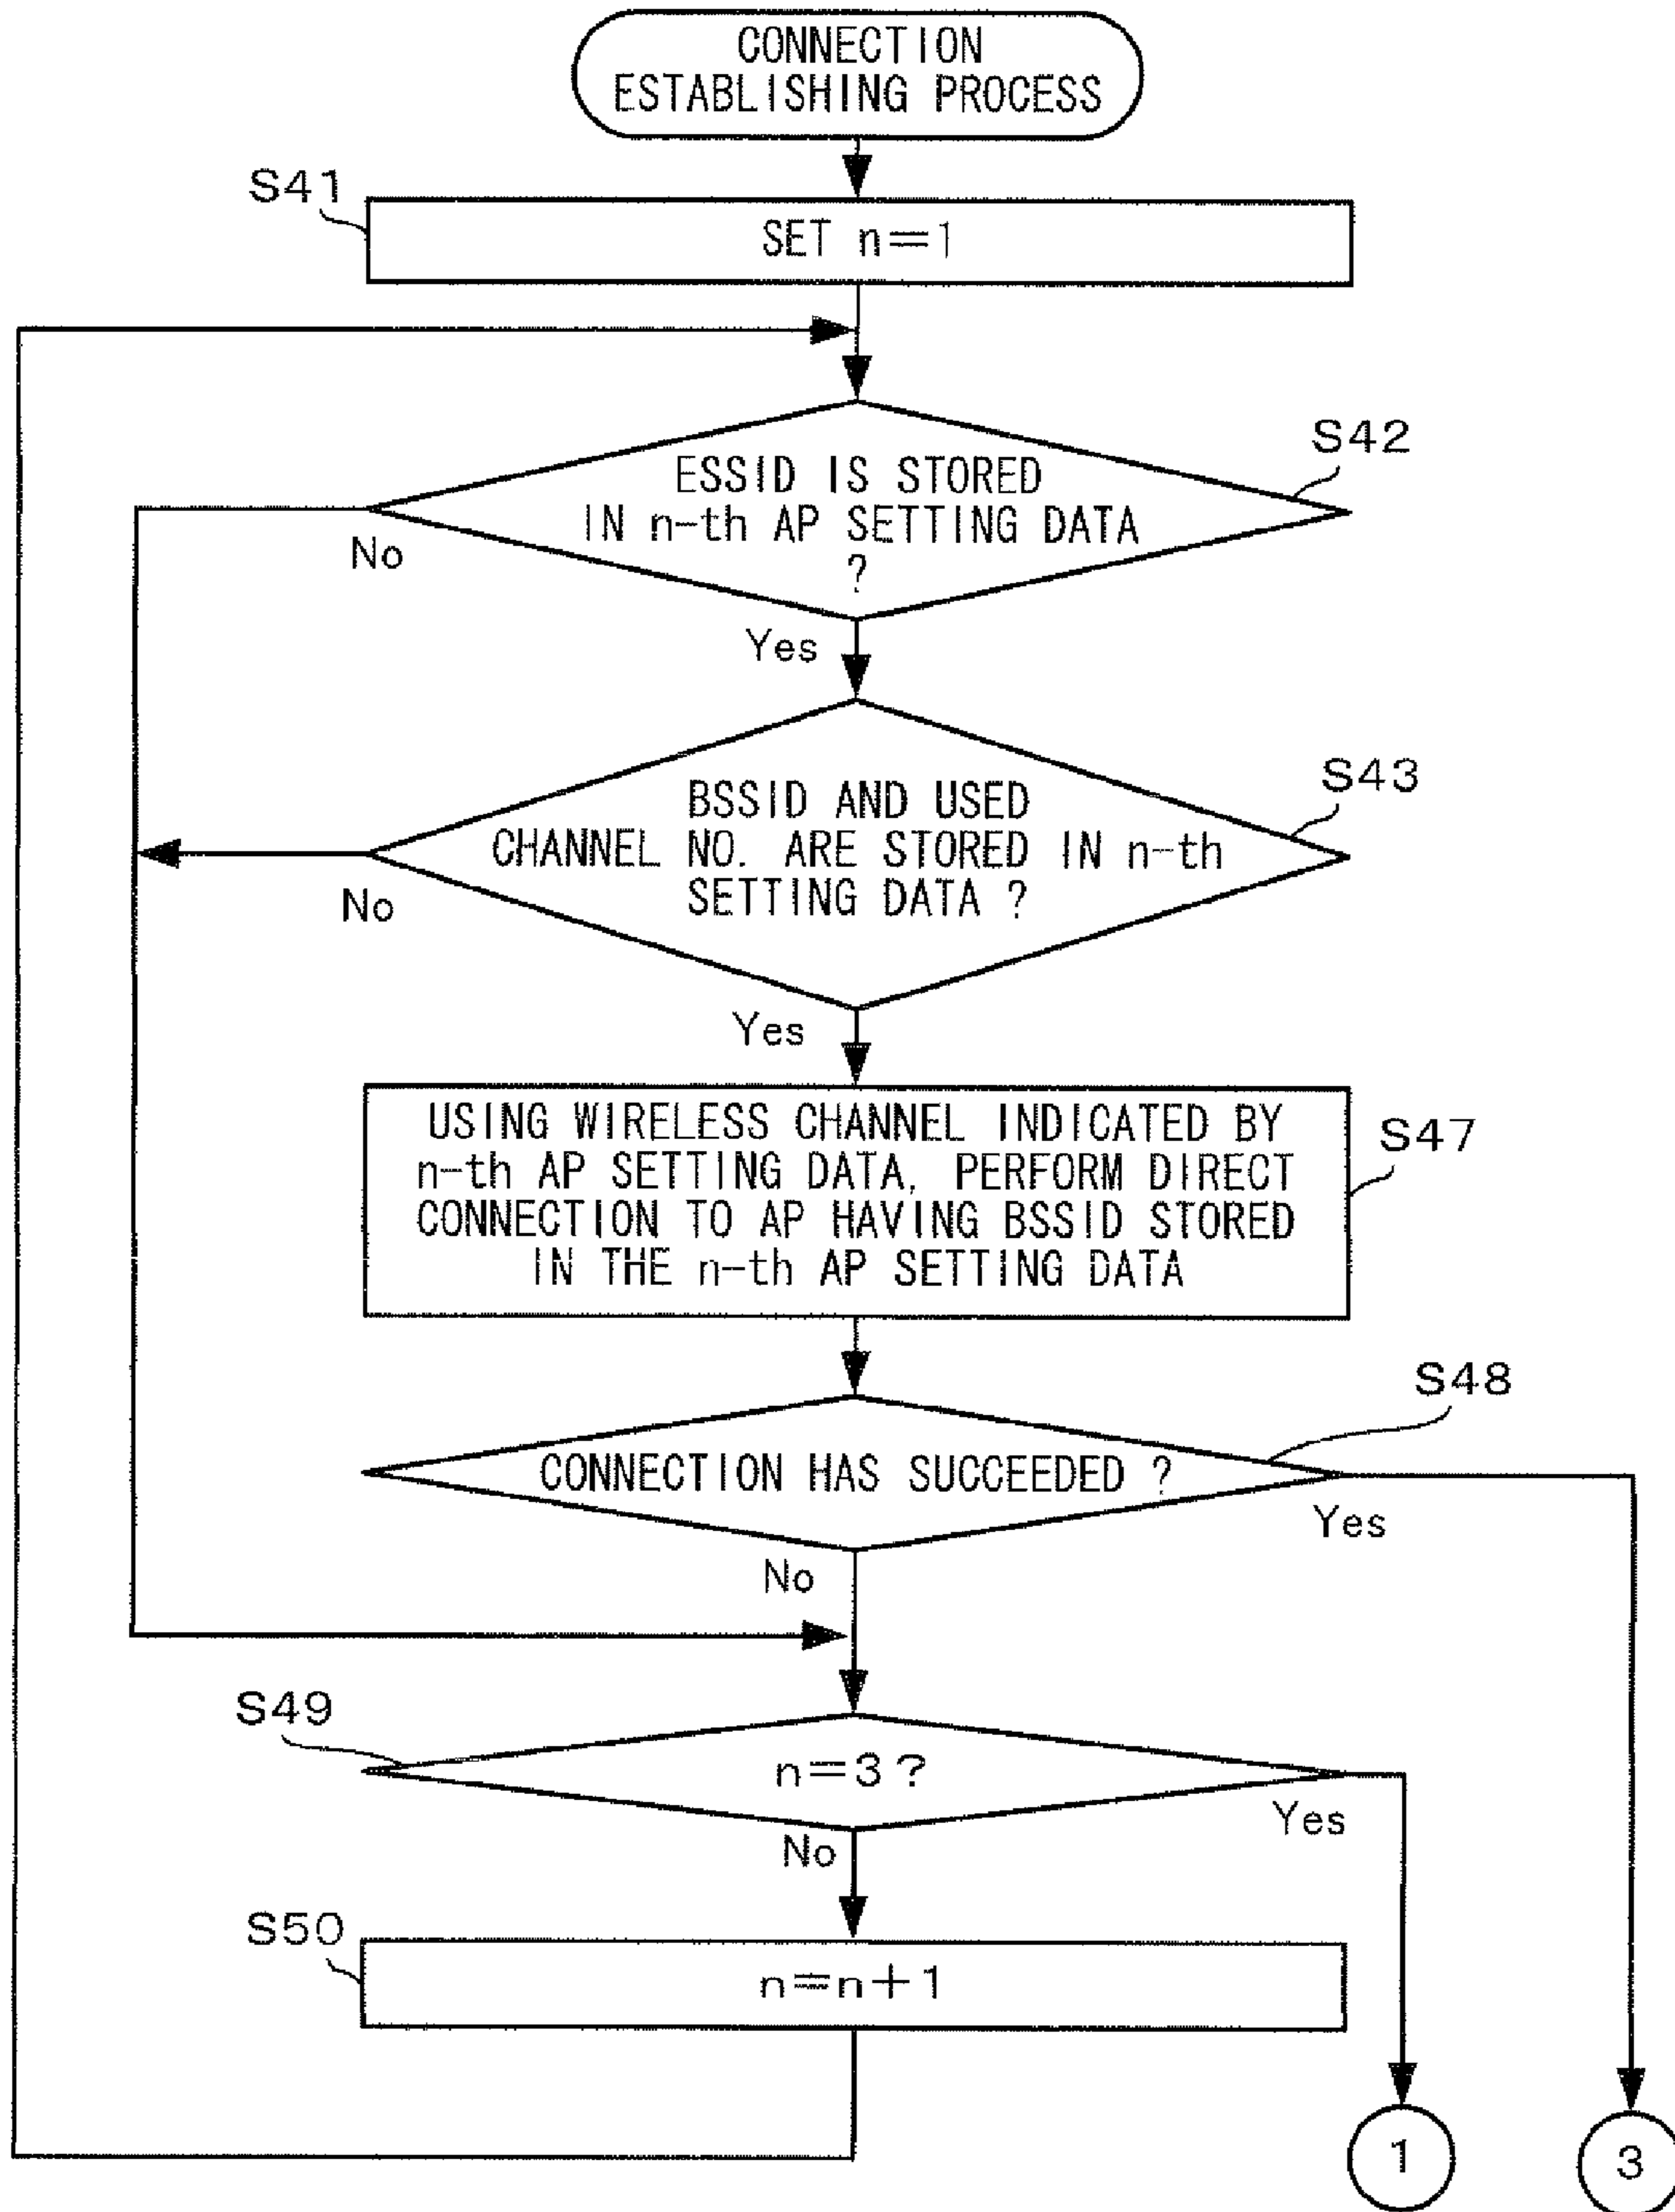 CONNECTION
ESTABLISHING PROCESS
S41
SET n=1
S42
ESSID IS STORED
IN n-th AP SETTING DATA
?
No
Yes
S43
BSSID AND USED
CHANNEL NO. ARE STORED IN n-th
SETTING DATA ?
No
Yes
S47
USING WIRELESS CHANNEL INDICATED BY
n-th AP SETTING DATA, PERFORM DIRECT
CONNECTION TO AP HAVING BSSID STORED
IN THE n-th AP SETTING DATA
S48
CONNECTION HAS SUCCEEDED ?
Yes
No
S49
n=3?
Yes
No
S50
n=n+1
1
3